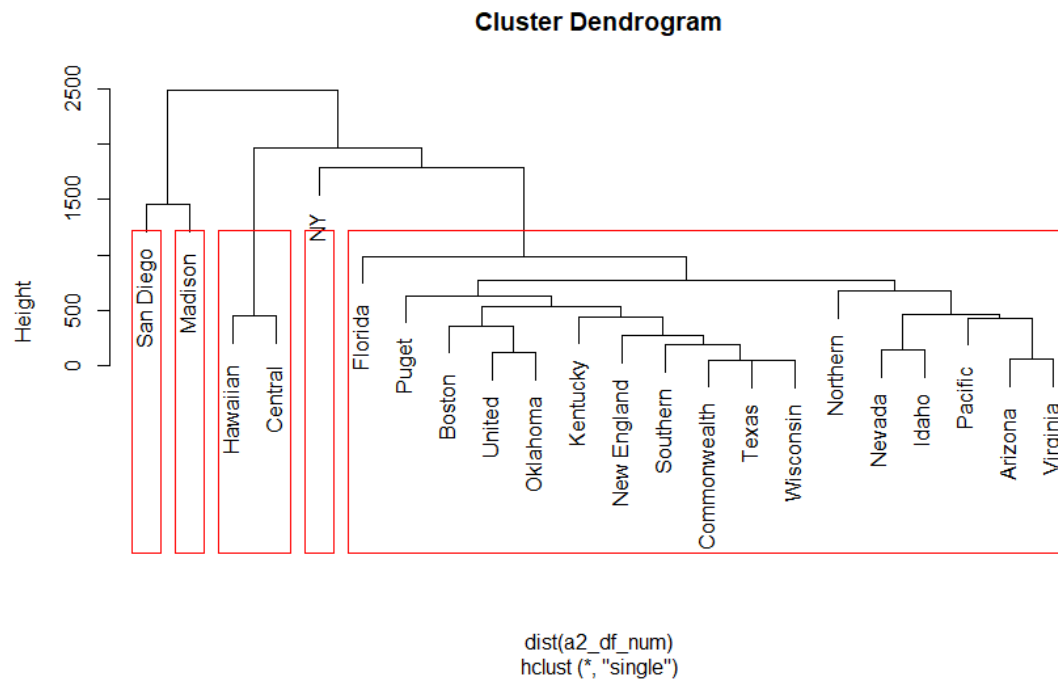 Cluster Dendrogram
Height
2500
1500
500
0
San Diego
Madison
Hawaiian
Central
NY
Florida
Puget
Boston
United
Oklahoma
Kentucky
New England
Southern
Commonwealth
Texas
Wisconsin
Northern
Nevada
Idaho
Pacific
Arizona
Virginia
dist(a2_df_num)
hclust (*, "single")